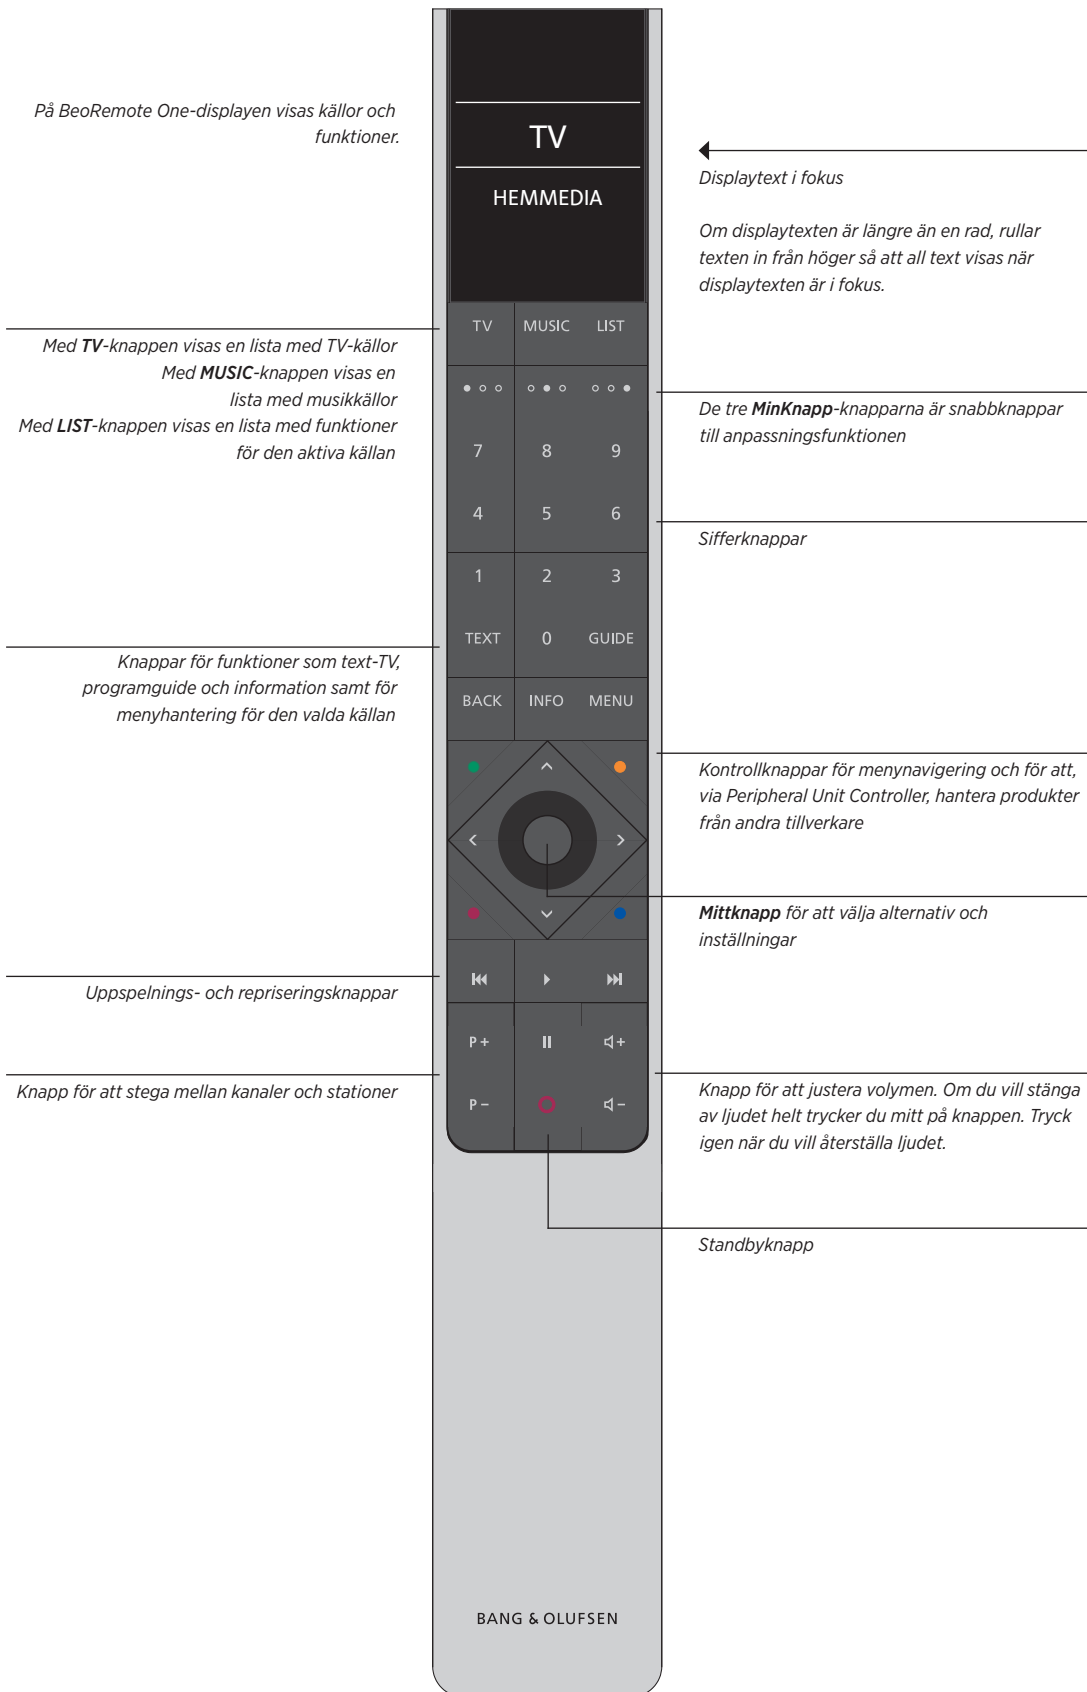 På BeoRemote One-displayen visas källor och
funktioner.
TV
HEMMEDIA
Displaytext i fokus
Om displaytexten är längre än en rad, rullar
texten in från höger så att all text visas när
displaytexten är i fokus.
TV MUSIC LIST
Med TV-knappen visas en lista med TV-källor
Med MUSIC-knappen visas en
lista med musikkällor
Med LIST-knappen visas en lista med funktioner
för den aktiva källan
De tre MinKnapp-knapparna är snabbknappar
till anpassningsfunktionen
7 8 9
4 5 6
Sifferknappar
1 2 3
TEXT 0 GUIDE
Knappar för funktioner som text-TV,
programguide och information samt för
menyhantering för den valda källan
BACK INFO MENU
Kontrollknappar för menynavigering och för att,
via Peripheral Unit Controller, hantera produkter
från andra tillverkare
Mittknapp för att välja alternativ och
inställningar
Uppspelnings- och repriseringsknappar
P + +
Knapp för att stega mellan kanaler och stationer
Knapp för att justera volymen. Om du vill stänga
av ljudet helt trycker du mitt på knappen. Tryck
igen när du vill återställa ljudet.
P – –
Standbyknapp
BANG & OLUFSEN